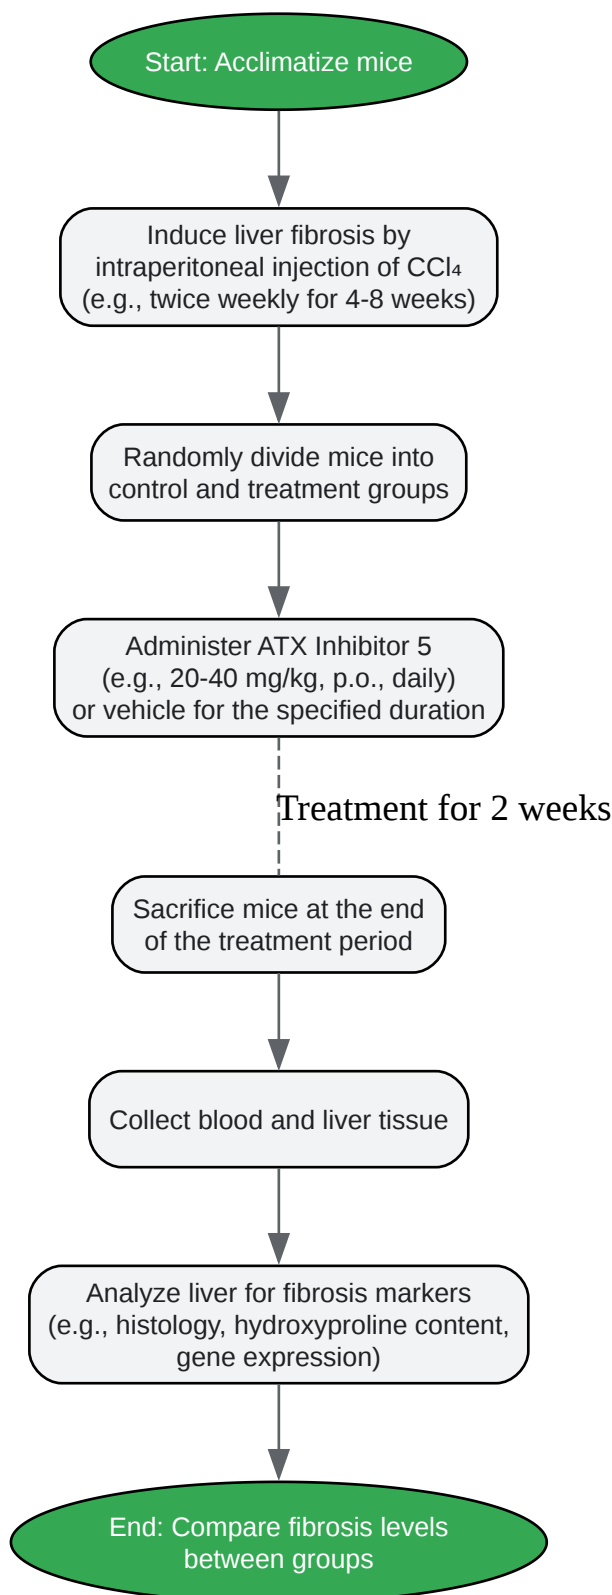 Start: Acclimatize mice
Induce liver fibrosis by
intraperitoneal injection of CCl₄
(e.g., twice weekly for 4-8 weeks)
Randomly divide mice into
control and treatment groups
Administer ATX Inhibitor 5
(e.g., 20-40 mg/kg, p.o., daily)
or vehicle for the specified duration
Treatment for 2 weeks
Sacrifice mice at the end
of the treatment period
Collect blood and liver tissue
Analyze liver for fibrosis markers
(e.g., histology, hydroxyproline content,
gene expression)
End: Compare fibrosis levels
between groups